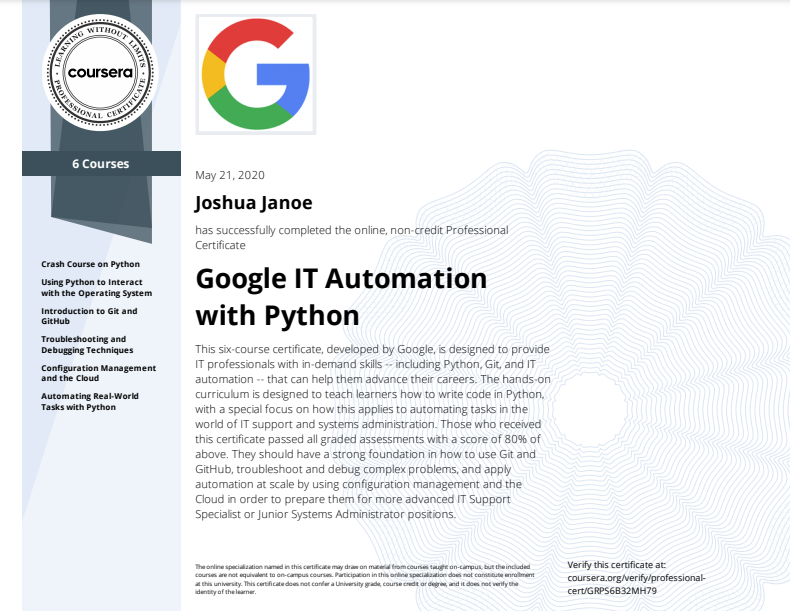 LEARNING WITHOUT LIMITS
coursera
PROFESSIONAL CERTIFICATE
6 Courses
Crash Course on Python
Using Python to Interact
with the Operating System
Introduction to Git and
GitHub
Troubleshooting and
Debugging Techniques
Configuration Management
and the Cloud
Automating Real-World
Tasks with Python
May 21, 2020
Joshua Janoe
has successfully completed the online, non-credit Professional
Certificate
Google IT Automation
with Python
This six-course certificate, developed by Google, is designed to provide
IT professionals with in-demand skills -- including Python, Git, and IT
automation -- that can help them advance their careers. The hands-on
curriculum is designed to teach learners how to write code in Python,
with a special focus on how this applies to automating tasks in the
world of IT support and systems administration. Those who received
this certificate passed all graded assessments with a score of 80% of
above. They should have a strong foundation in how to use Git and
GitHub, troubleshoot and debug complex problems, and apply
automation at scale by using configuration management and the
Cloud in order to prepare them for more advanced IT Support
Specialist or Junior Systems Administrator positions.
The online specialization named in this certificate may draw on material from courses taught on-campus, but the included
courses are not equivalent to on-campus courses. Participation in this online specialization does not constitute enrollment
at this university. This certificate does not confer a University grade, course credit or degree, and it does not verify the
identity of the learner.
Verify this certificate at:
coursera.org/verify/professional-
cert/GRPS6B32MH79